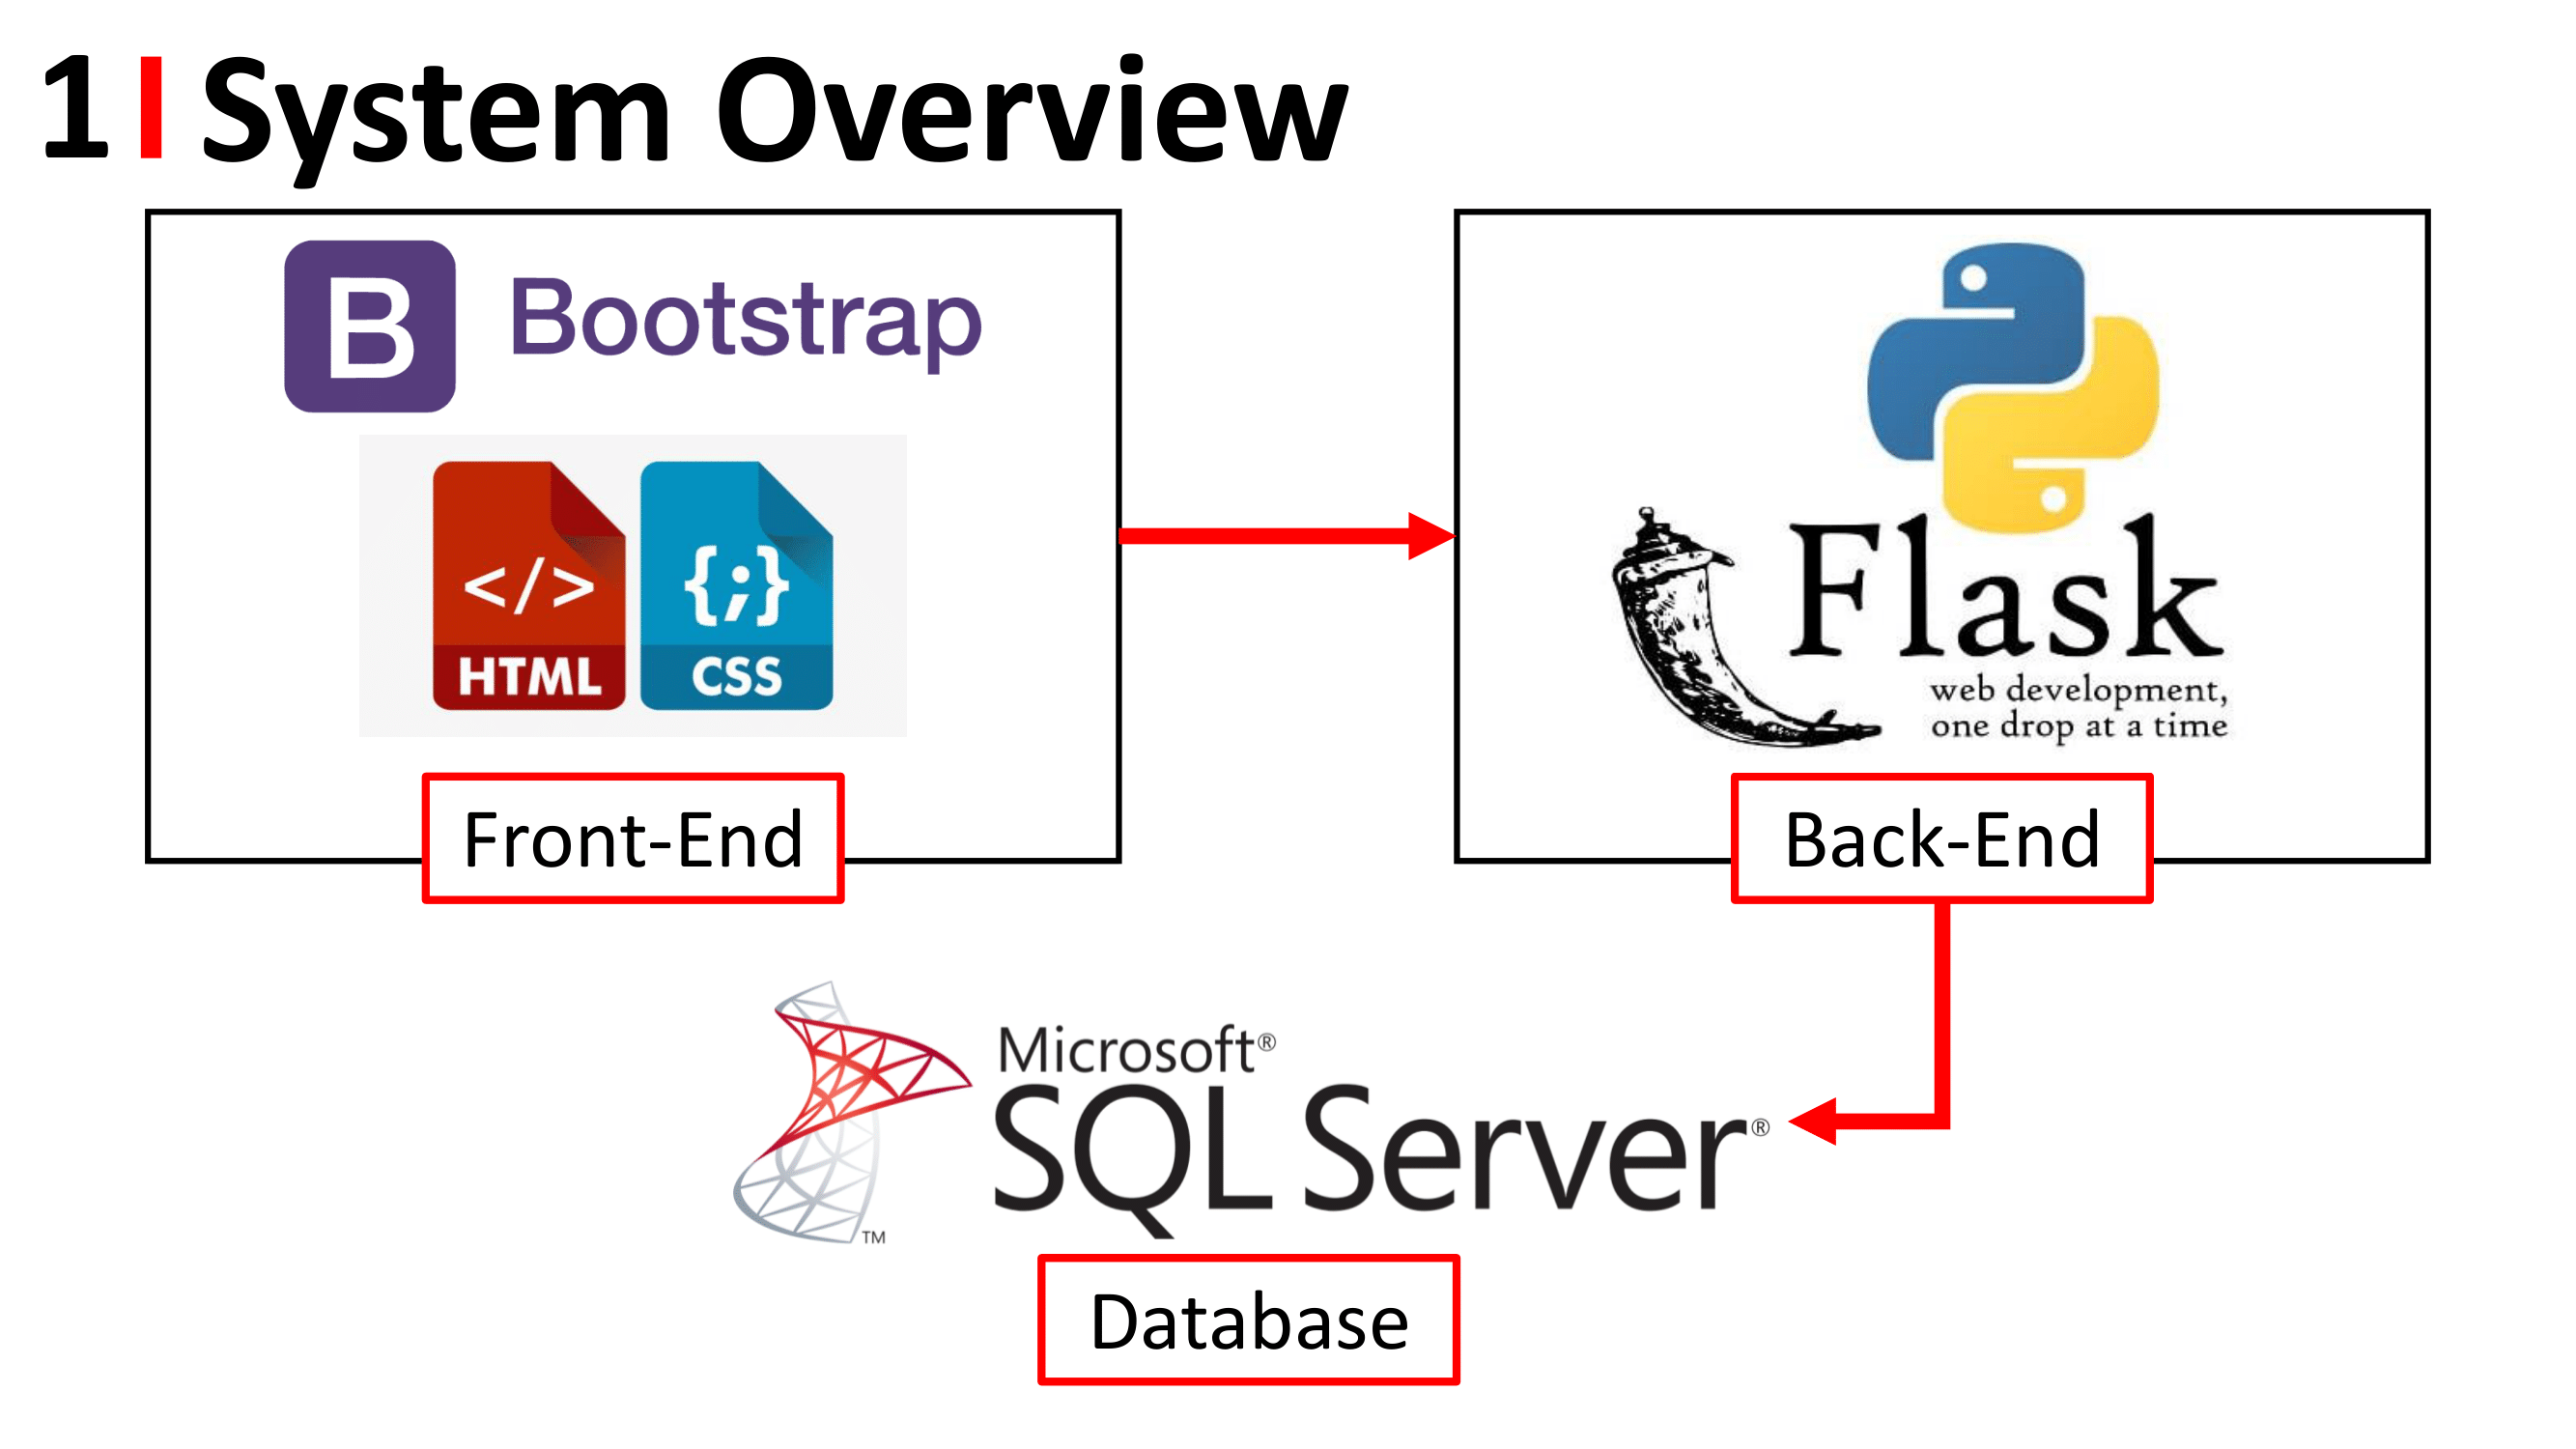 1 | System Overview
B Bootstrap
</> {;}
HTML CSS
Front-End
Flask
web development,
one drop at a time
Back-End
Microsoft®
SQL Server®
TM
Database